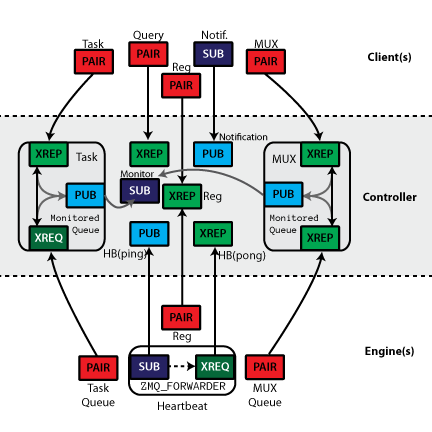 Task
Query
Notif.
MUX
PAIR
PAIR
SUB
PAIR
Client(s)
Reg
PAIR
Notification
XREP
Task
XREP
PUB
MUX
XREP
Monitor
PUB
SUB
XREP
Reg
PUB
Controller
Monitored
Queue
Monitored
Queue
XREQ
PUB
XREP
XREP
HB(ping)
HB(pong)
PAIR
Reg
Engine(s)
PAIR
SUB
XREQ
PAIR
ZMQ_FORWARDER
Task
Queue
MUX
Queue
Heartbeat